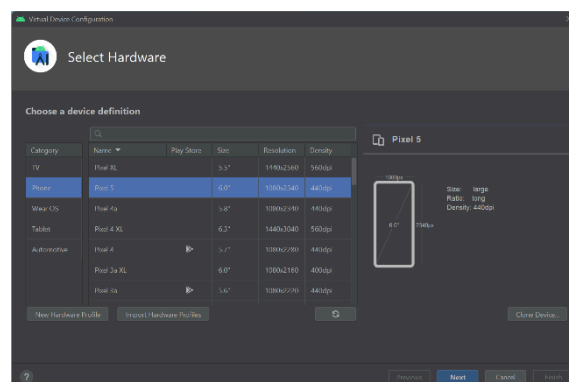 Virtual Device Configuration
Select Hardware
Choose a device definition
Category Name Play Store Size Resolution Density
TV Pixel XL 5.5" 1440x2560 560dpi
Phone Pixel 5 6.0" 1080x2340 440dpi
Wear OS Pixel 4a 5.8" 1080x2340 440dpi
Tablet Pixel 4 XL 6.3" 1440x3040 560dpi
Automotive Pixel 4 5.7" 1080x2280 440dpi
Pixel 3a XL 6.0" 1080x2160 400dpi
Pixel 3a 5.6" 1080x2220 440dpi
New Hardware Profile Import Hardware Profiles
Pixel 5
1080px
Size: large
Ratio: long
Density: 440dpi
6.0" 2340px
Clone Device...
? Previous Next Cancel Finish